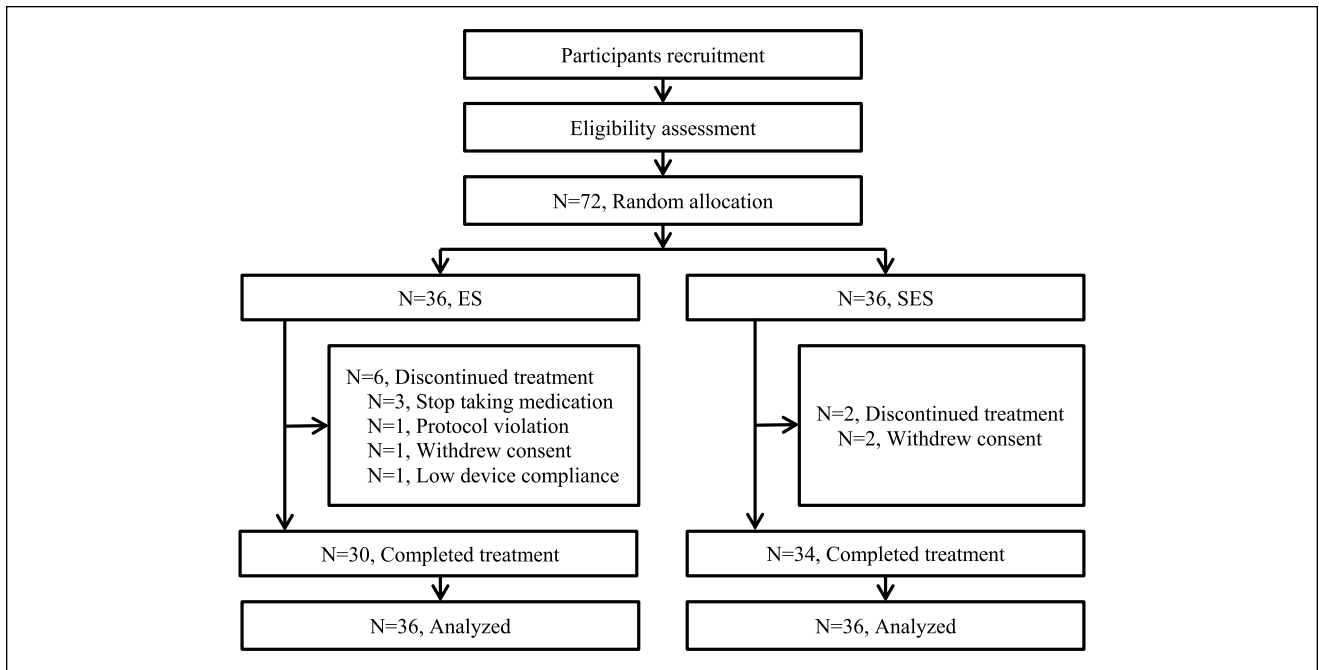 Participants recruitment
Eligibility assessment
N=72, Random allocation
N=36, ES
N=36, SES
N=6, Discontinued treatment
N=3, Stop taking medication
N=1, Protocol violation
N=1, Withdrew consent
N=1, Low device compliance
N=2, Discontinued treatment
N=2, Withdrew consent
N=30, Completed treatment
N=34, Completed treatment
N=36, Analyzed
N=36, Analyzed